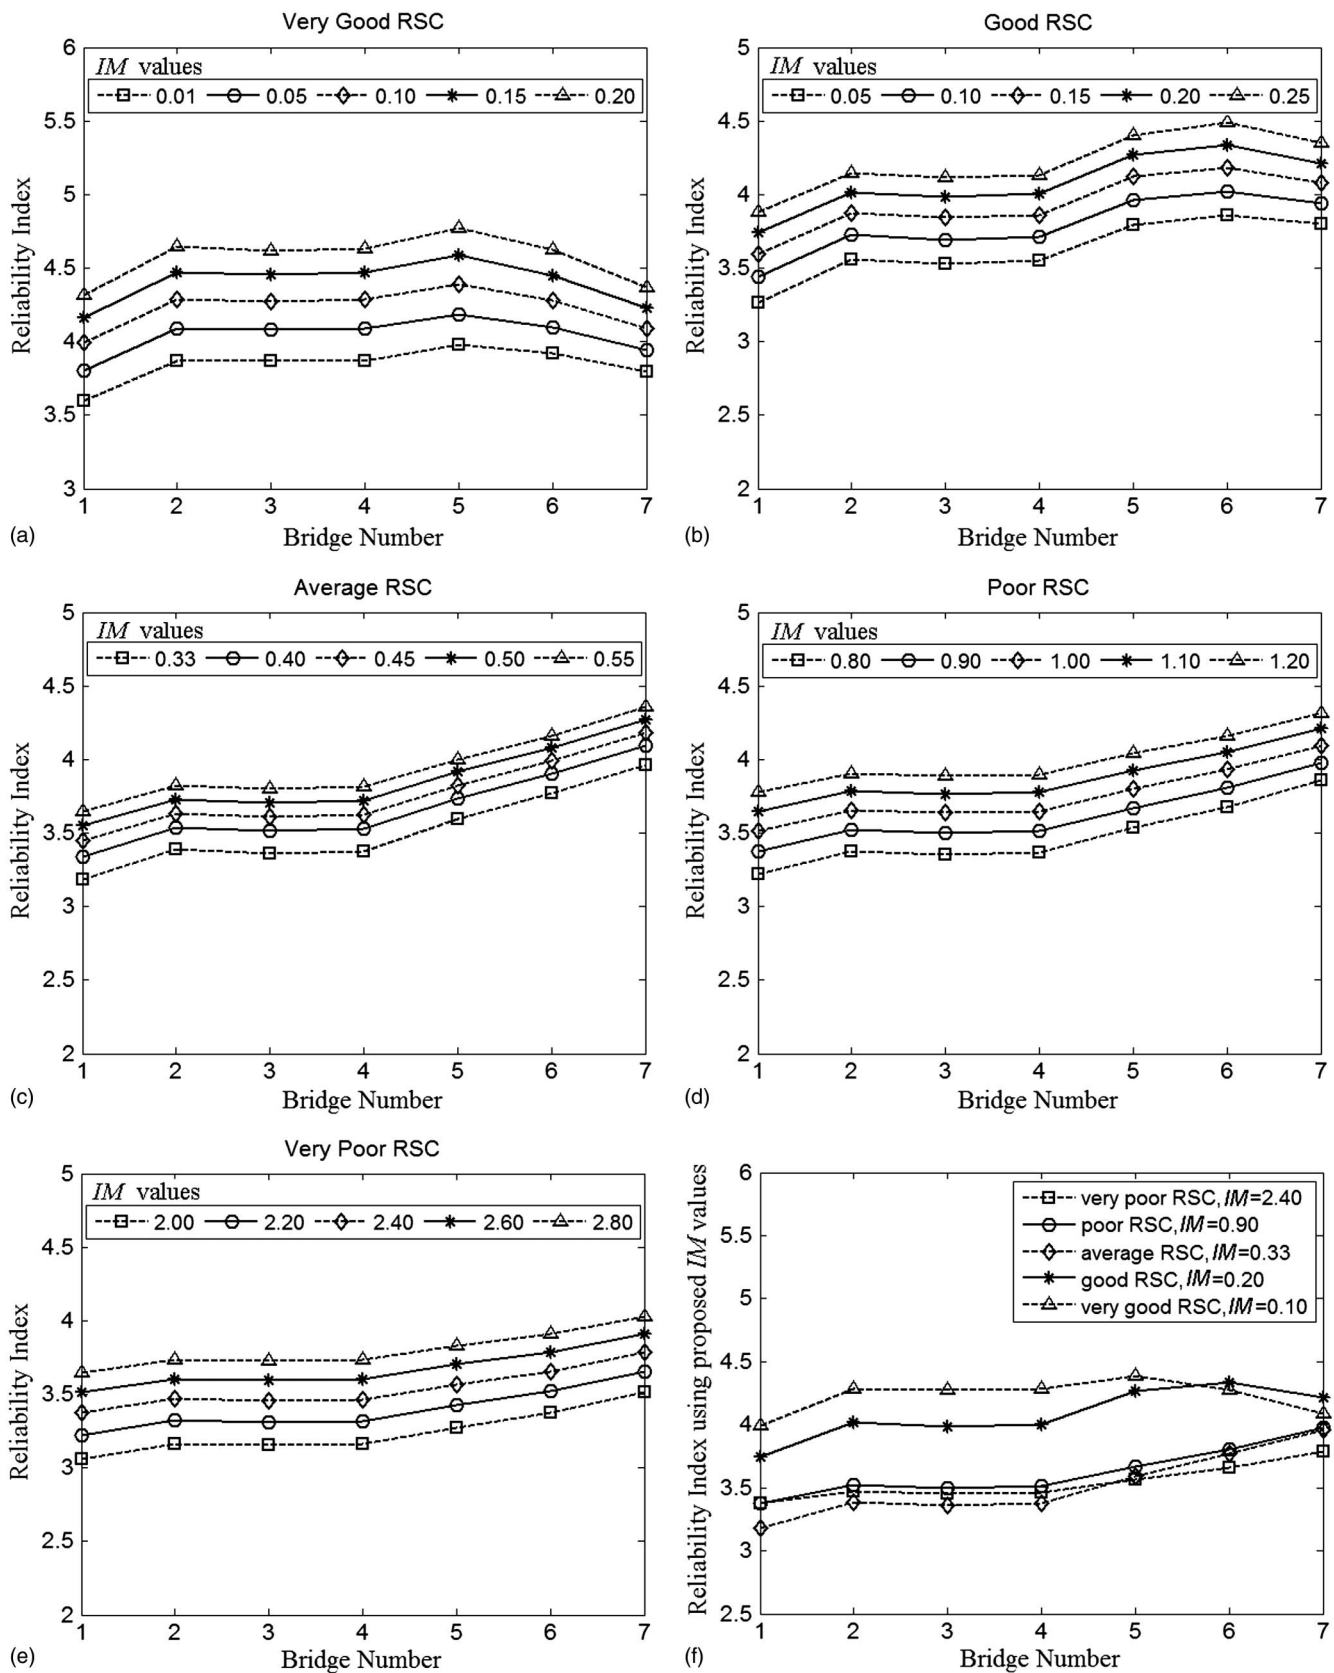 Very Good RSC
IM values
0.01 0.05 0.10 0.15 0.20
6
5.5
5
4.5
4
3.5
3
Reliability Index
1 2 3 4 5 6 7
Bridge Number
(a)
Good RSC
IM values
0.05 0.10 0.15 0.20 0.25
5
4.5
4
3.5
3
2.5
2
Reliability Index
1 2 3 4 5 6 7
Bridge Number
(b)
Average RSC
IM values
0.33 0.40 0.45 0.50 0.55
5
4.5
4
3.5
3
2.5
2
Reliability Index
1 2 3 4 5 6 7
Bridge Number
(c)
Poor RSC
IM values
0.80 0.90 1.00 1.10 1.20
5
4.5
4
3.5
3
2.5
2
Reliability Index
1 2 3 4 5 6 7
Bridge Number
(d)
Very Poor RSC
IM values
2.00 2.20 2.40 2.60 2.80
5
4.5
4
3.5
3
2.5
2
Reliability Index
1 2 3 4 5 6 7
Bridge Number
(e)
very poor RSC, IM=2.40
poor RSC, IM=0.90
average RSC, IM=0.33
good RSC, IM=0.20
very good RSC, IM=0.10
6
5.5
5
4.5
4
3.5
3
2.5
Reliability Index using proposed IM values
1 2 3 4 5 6 7
Bridge Number
(f)